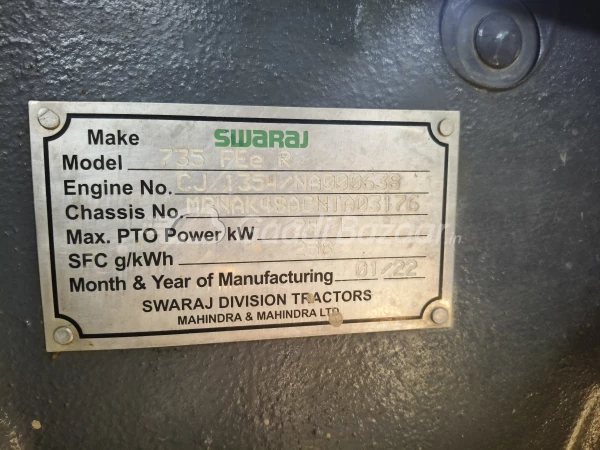 Make SWARAJ
Model 735 FEe R
Engine No.
Chassis No.
Max. PTO Power kW
SFC g/kWh
Month & Year of Manufacturing 01/22
SWARAJ DIVISION TRACTORS
MAHINDRA & MAHINDRA LTD.